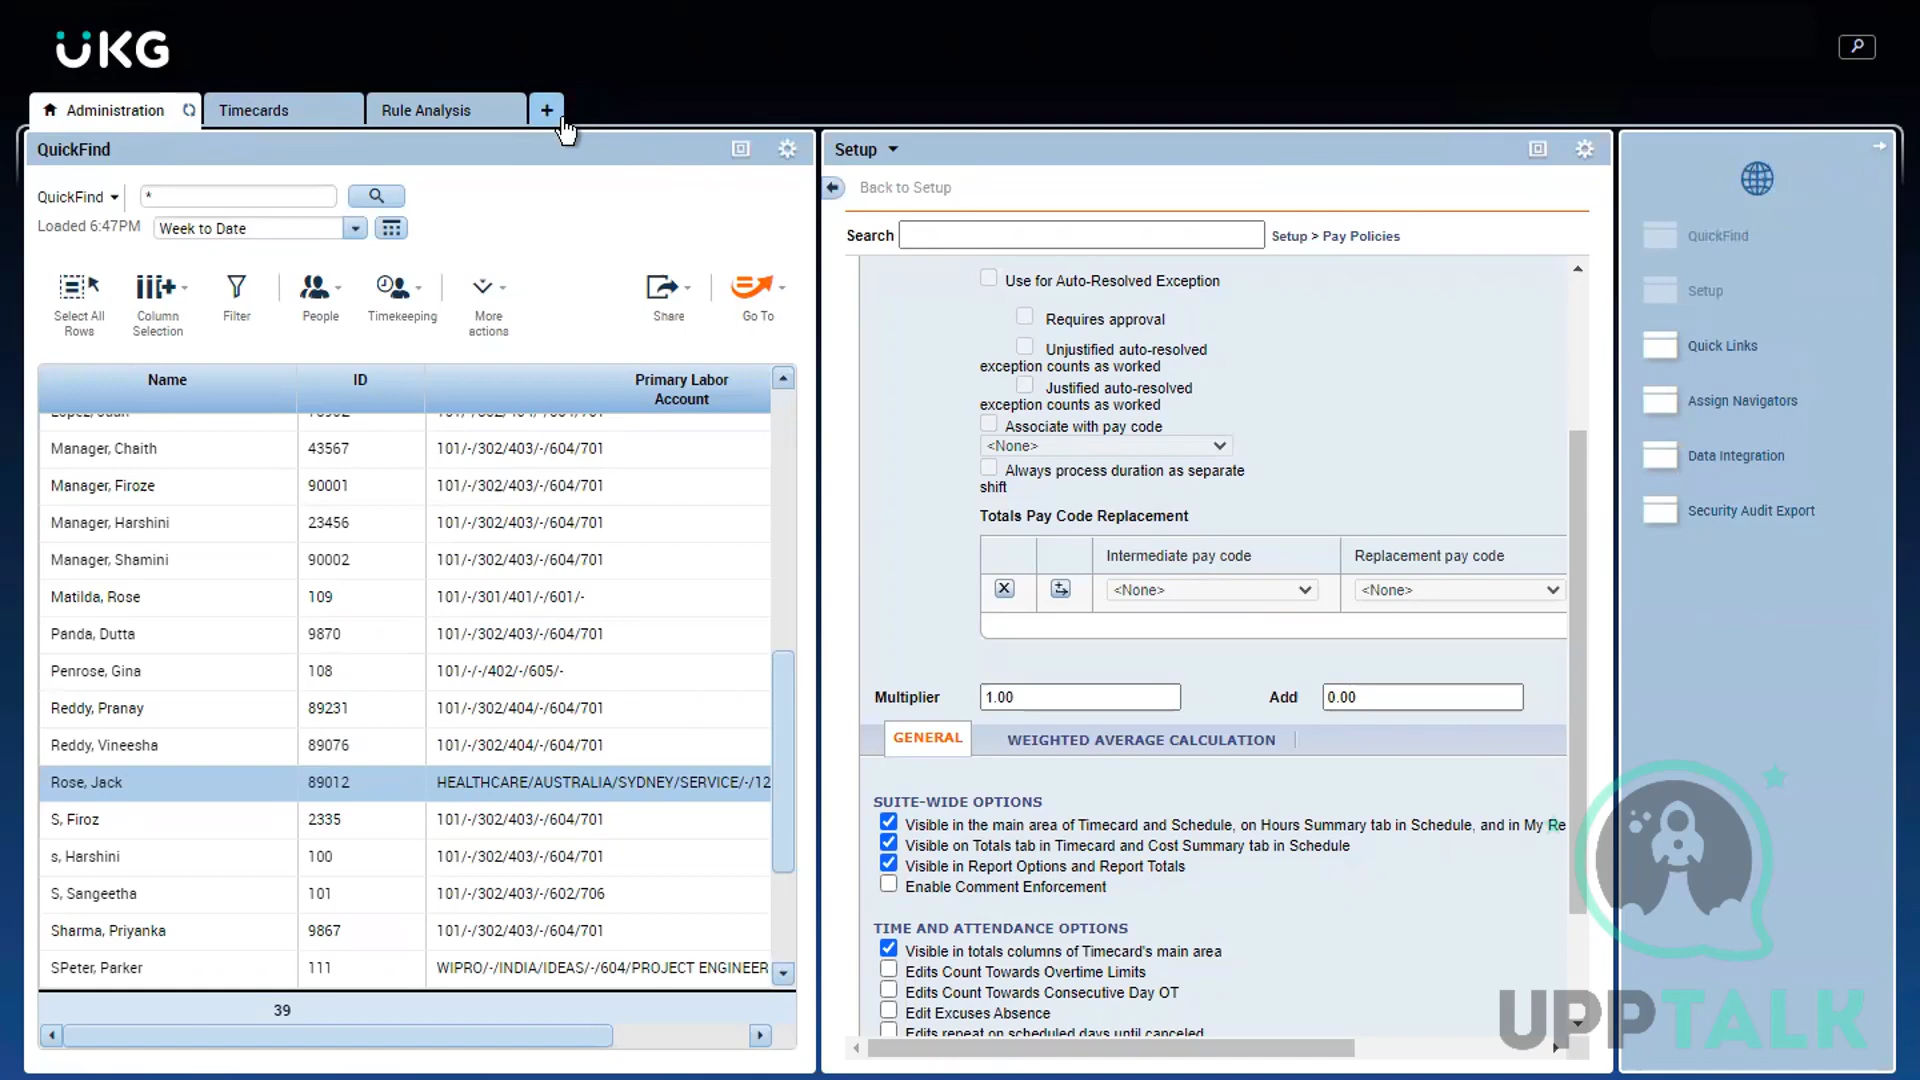 UKG
Administration
Timecards
Rule Analysis
+
QuickFind
QuickFind
*
Loaded 6:47PM
Week to Date
Select All
Rows
Column
Selection
Filter
People
Timekeeping
More
actions
Share
Go To
Name ID Primary Labor
Account
Manager, Chaith 43567 101/-/302/403/-/604/701
Manager, Firoze 90001 101/-/302/403/-/604/701
Manager, Harshini 23456 101/-/302/403/-/604/701
Manager, Shamini 90002 101/-/302/403/-/604/701
Matilda, Rose 109 101/-/301/401/-/601/-
Panda, Dutta 9870 101/-/302/403/-/604/701
Penrose, Gina 108 101/-/-/402/-/605/-
Reddy, Pranay 89231 101/-/302/404/-/604/701
Reddy, Vineesha 89076 101/-/302/404/-/604/701
Rose, Jack 89012 HEALTHCARE/AUSTRALIA/SYDNEY/SERVICE/-/12
S, Firoz 2335 101/-/302/403/-/604/701
s, Harshini 100 101/-/302/403/-/604/701
S, Sangeetha 101 101/-/302/403/-/602/706
Sharma, Priyanka 9867 101/-/302/403/-/604/701
SPeter, Parker 111 WIPRO/-/INDIA/IDEAS/-/604/PROJECT ENGINEER
39
Setup
Back to Setup
Search
Setup > Pay Policies
Use for Auto-Resolved Exception
Requires approval
Unjustified auto-resolved
exception counts as worked
Justified auto-resolved
exception counts as worked
Associate with pay code
<None>
Always process duration as separate
shift
Totals Pay Code Replacement
Intermediate pay code Replacement pay code
<None> <None>
Multiplier 1.00 Add 0.00
GENERAL WEIGHTED AVERAGE CALCULATION
SUITE-WIDE OPTIONS
Visible in the main area of Timecard and Schedule, on Hours Summary tab in Schedule, and in My Re
Visible on Totals tab in Timecard and Cost Summary tab in Schedule
Visible in Report Options and Report Totals
Enable Comment Enforcement
TIME AND ATTENDANCE OPTIONS
Visible in totals columns of Timecard's main area
Edits Count Towards Overtime Limits
Edits Count Towards Consecutive Day OT
Edit Excuses Absence
Edits repeat on scheduled days until canceled
QuickFind
Setup
Quick Links
Assign Navigators
Data Integration
Security Audit Export
UPPTALK